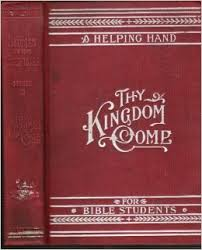 A HELPING HAND
THY
KINGDOM
COME
FOR
BIBLE STUDENTS